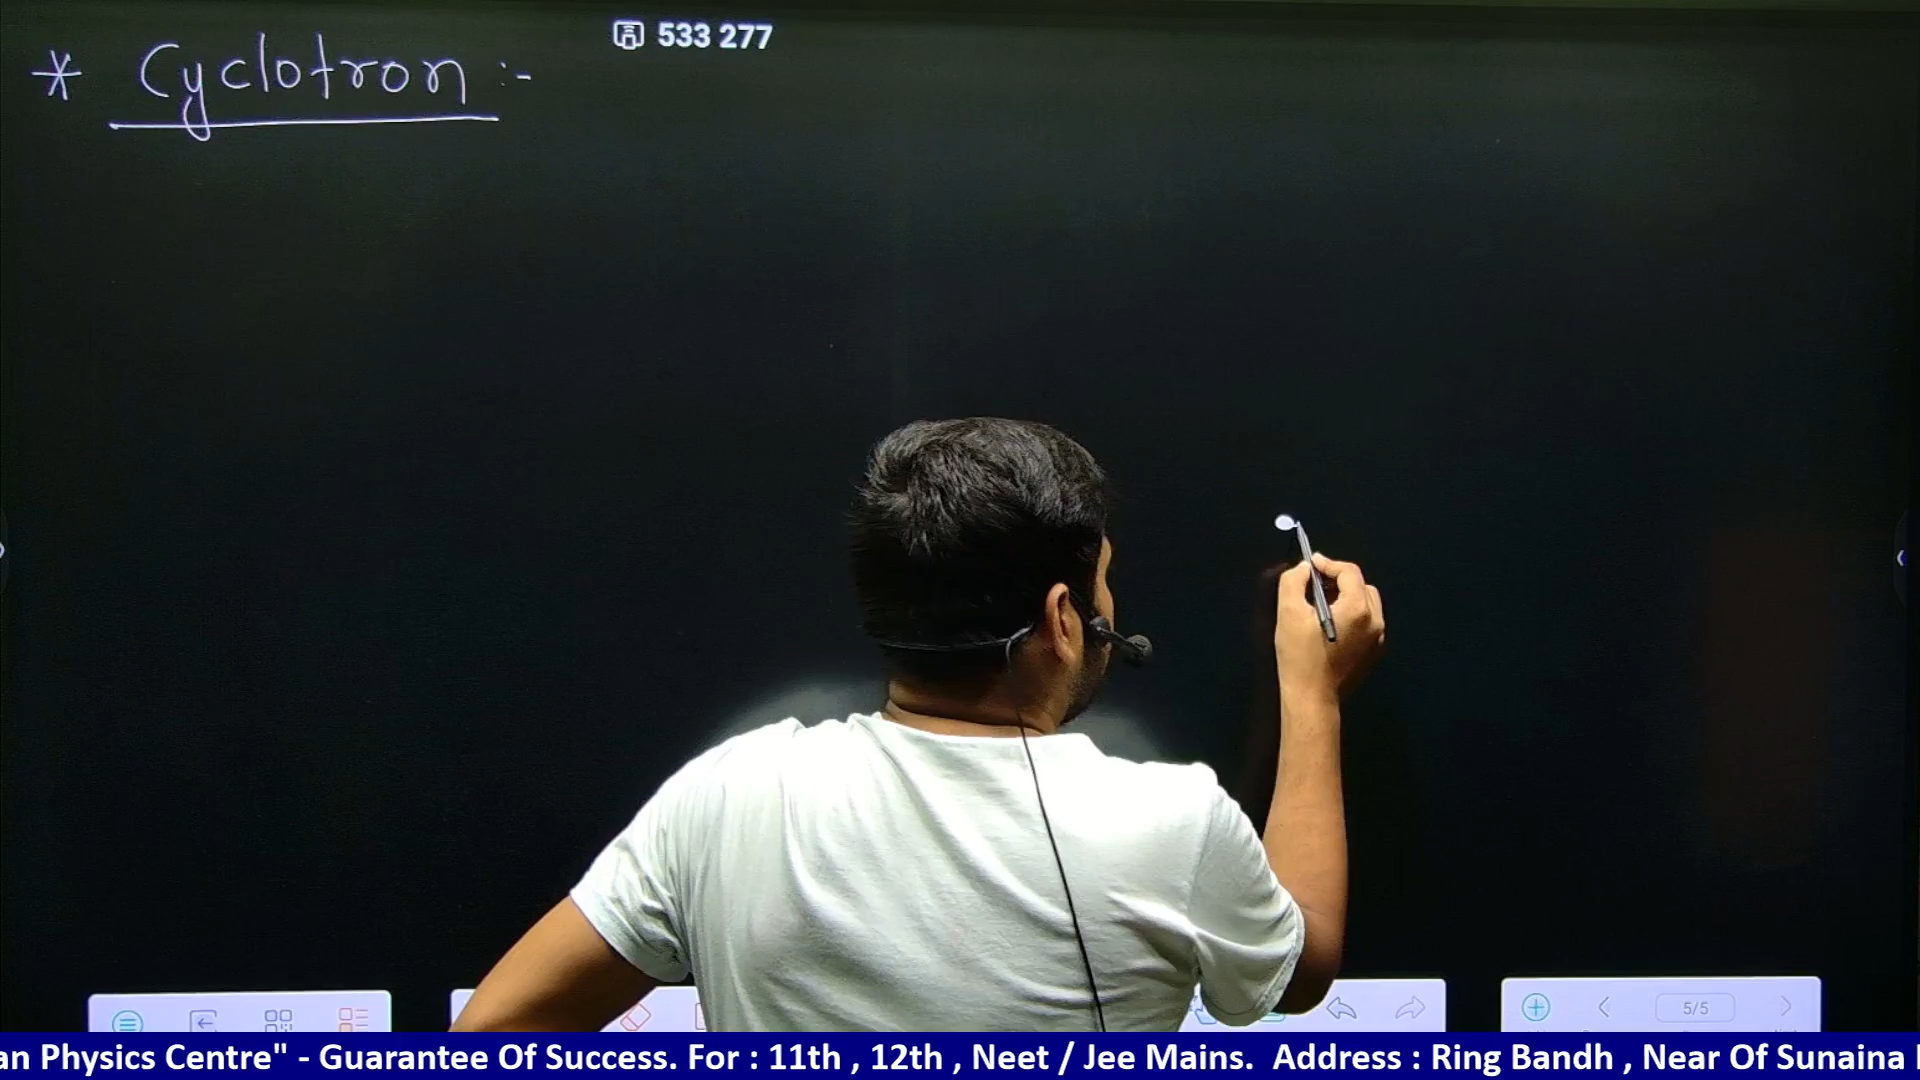 533 277
* Cyclotron :-
5/5
an Physics Centre" - Guarantee Of Success. For : 11th , 12th , Neet / Jee Mains. Address : Ring Bandh , Near Of Sunaina